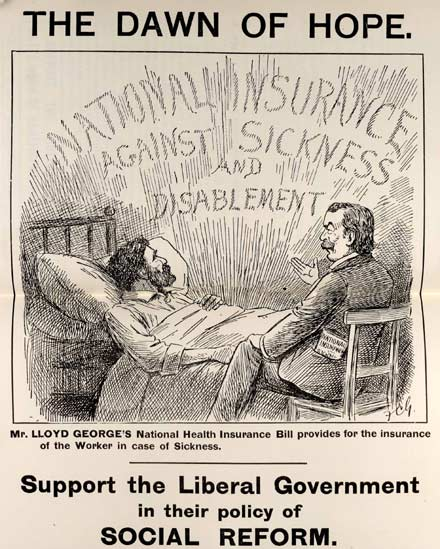 THE DAWN OF HOPE.
NATIONAL INSURANCE
AGAINST SICKNESS
AND
DISABLEMENT
NATIONAL
Mr. LLOYD GEORGE'S National Health Insurance Bill provides for the insurance
of the Worker in case of Sickness.
Support the Liberal Government
in their policy of
SOCIAL REFORM.